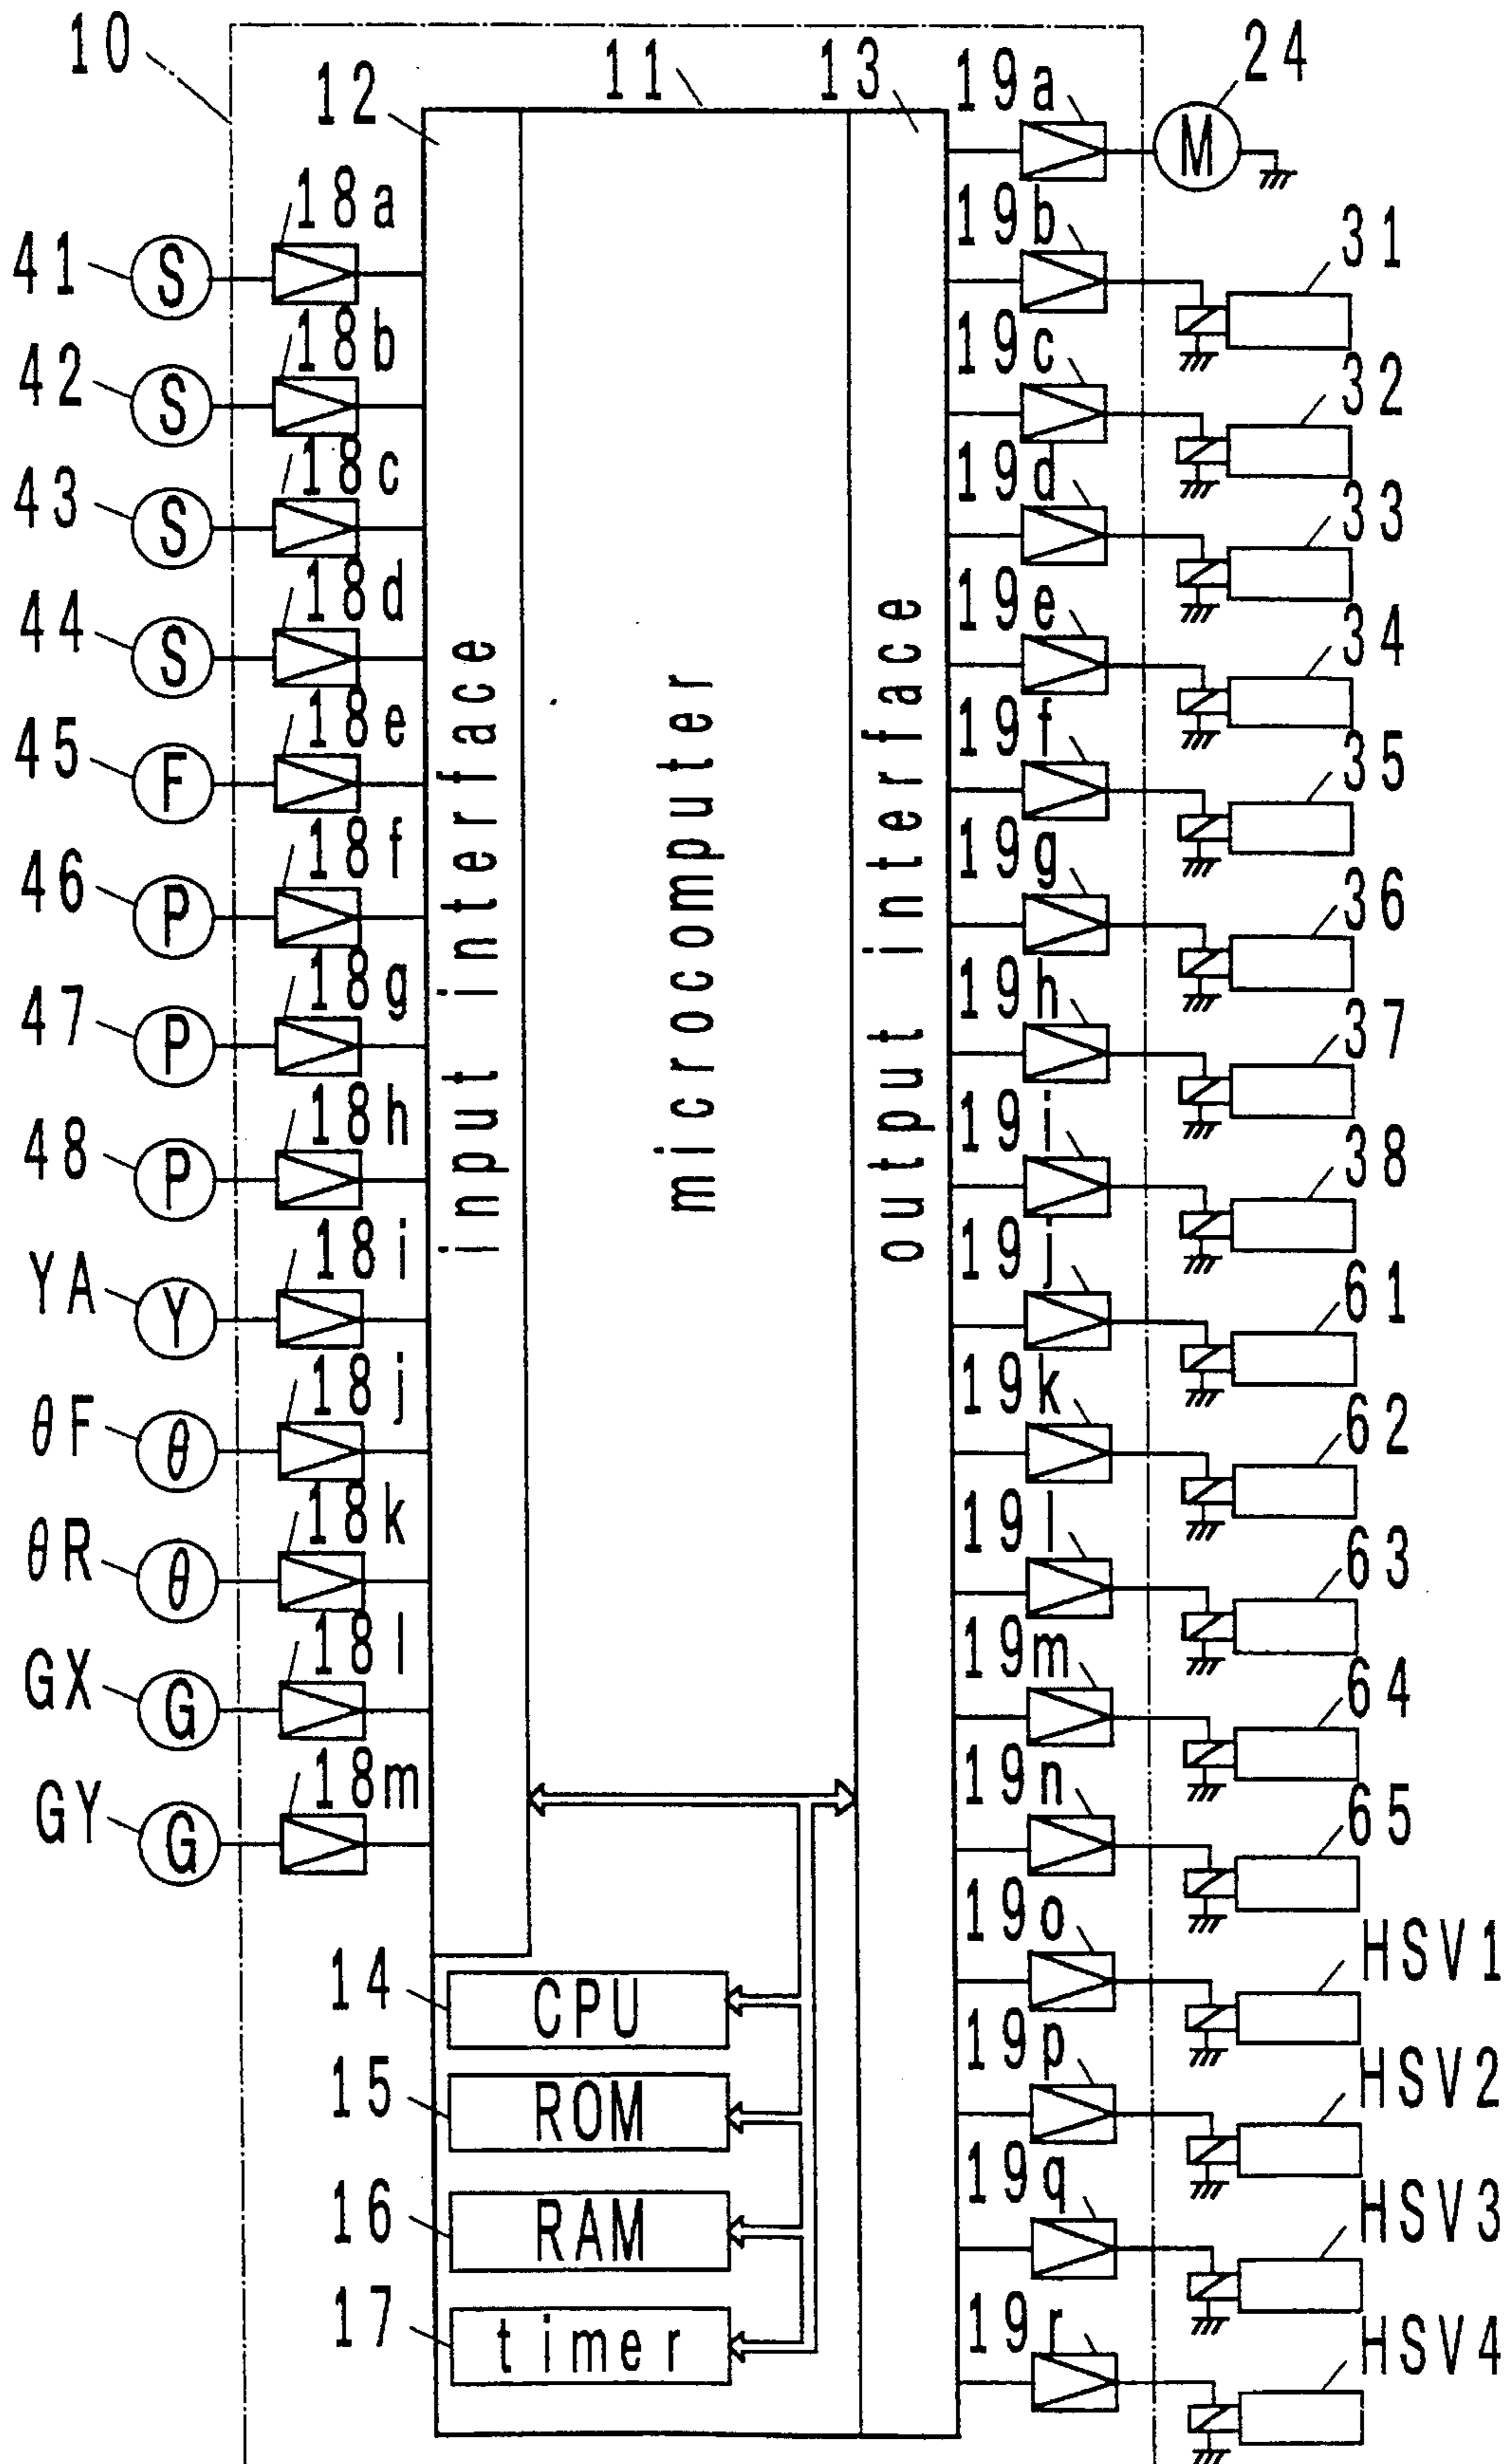 10
12
11
13
19a
24
M
18a
41
S
19b
31
18b
42
S
19c
32
18c
43
S
19d
33
18d
44
S
19e
34
18e
45
F
19f
35
18f
46
P
19g
36
18g
47
P
19h
37
18h
48
P
19i
38
18i
YA
Y
19j
61
18j
θF
θ
19k
62
18k
θR
θ
19l
63
18l
GX
G
19m
64
18m
GY
G
19n
65
input interface
microcomputer
output interface
19o
HSV1
14
CPU
19p
HSV2
15
ROM
19q
HSV3
16
RAM
19r
HSV4
17
timer